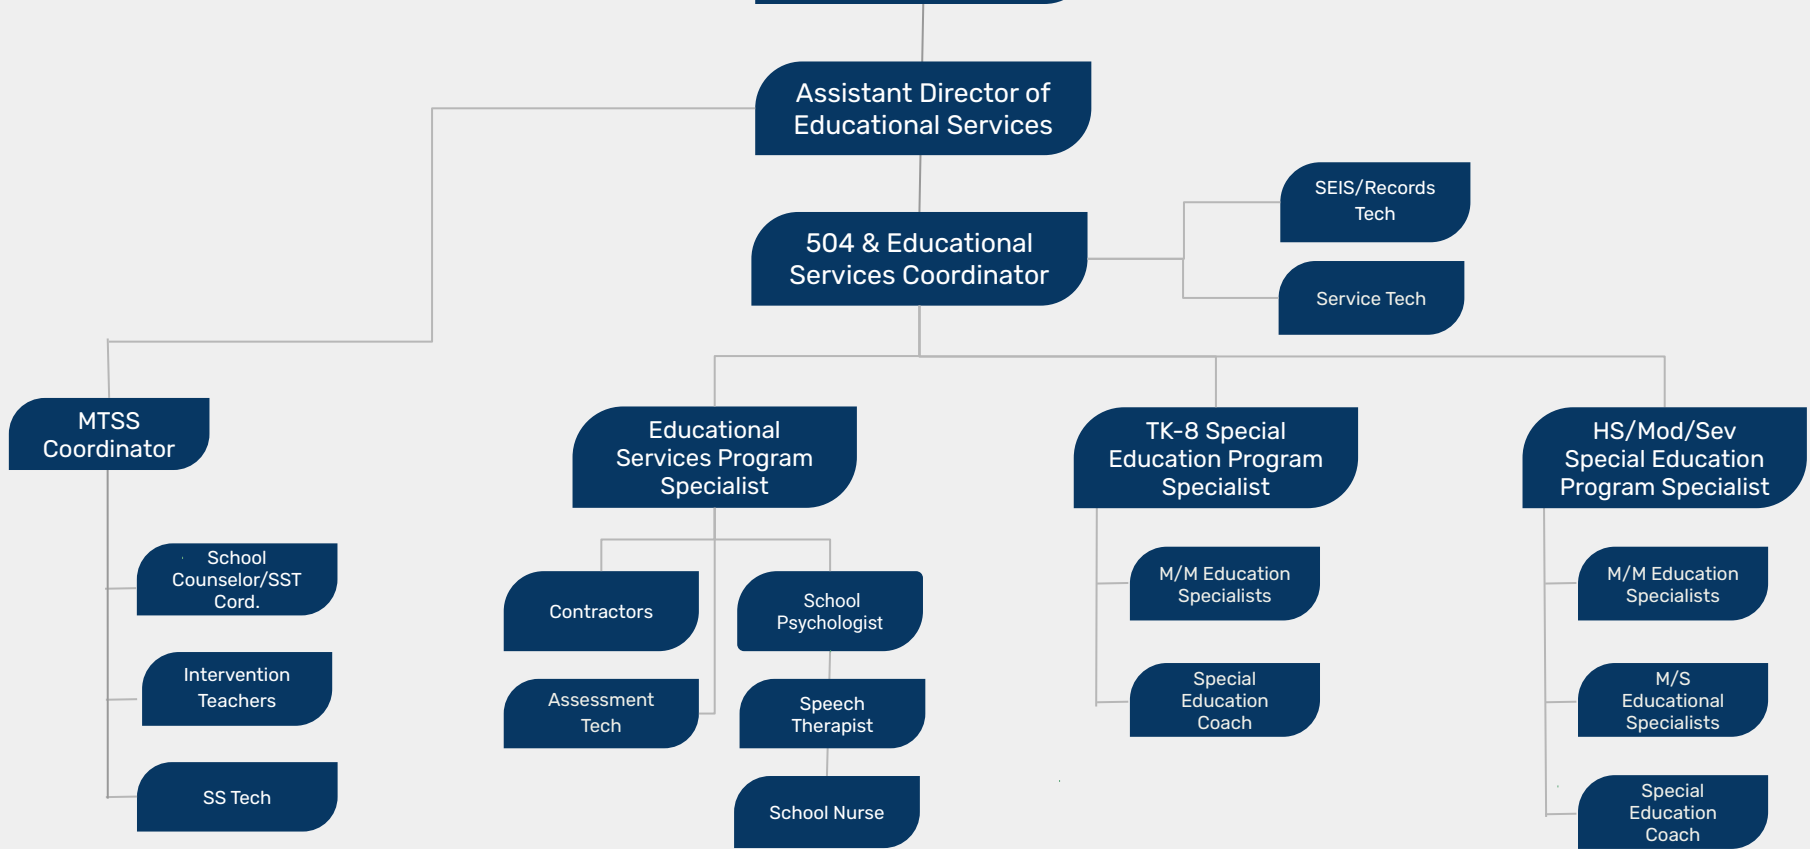 Assistant Director of
Educational Services
504 & Educational
Services Coordinator
SEIS/Records
Tech
Service Tech
MTSS
Coordinator
School
Counselor/SST
Cord.
Intervention
Teachers
SS Tech
Educational
Services Program
Specialist
Contractors
Assessment
Tech
School
Psychologist
Speech
Therapist
School Nurse
TK-8 Special
Education Program
Specialist
M/M Education
Specialists
Special
Education
Coach
HS/Mod/Sev
Special Education
Program Specialist
M/M Education
Specialists
M/S
Educational
Specialists
Special
Education
Coach